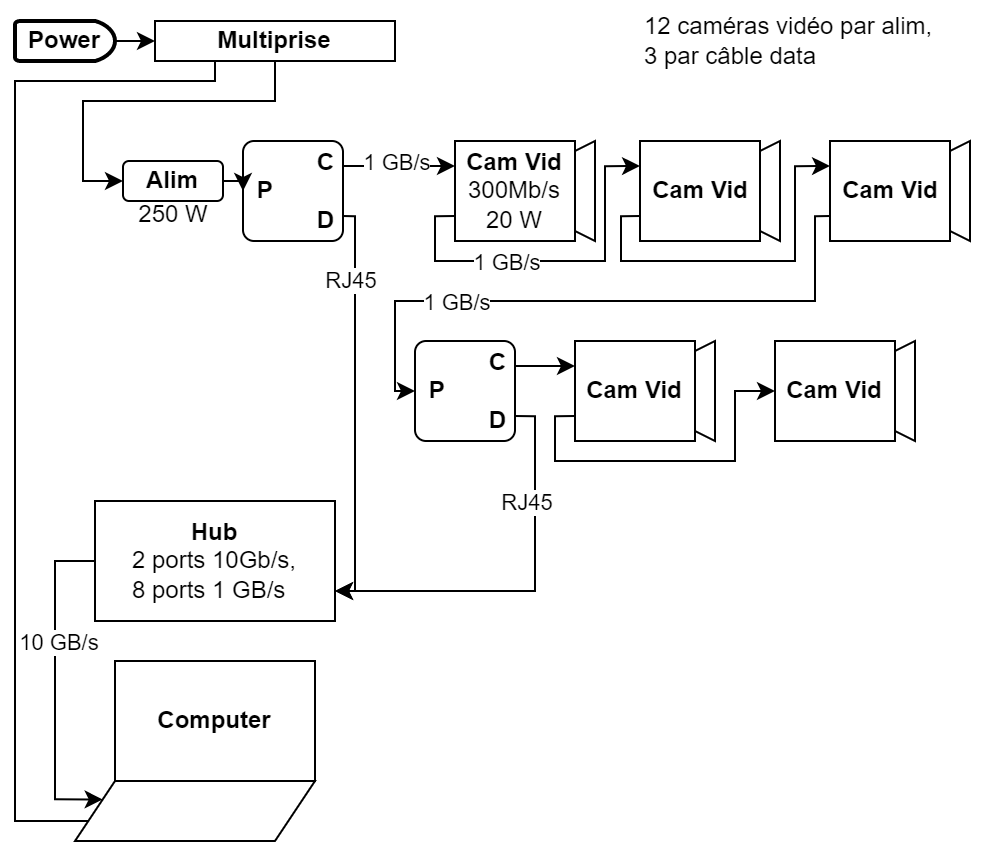 Power
Multiprise
12 caméras vidéo par alim,
3 par câble data
Alim
250 W
P
C
D
1 GB/s
Cam Vid
300Mb/s
20 W
Cam Vid
Cam Vid
1 GB/s
RJ45
1 GB/s
P
C
D
Cam Vid
Cam Vid
RJ45
Hub
2 ports 10Gb/s,
8 ports 1 GB/s
10 GB/s
Computer